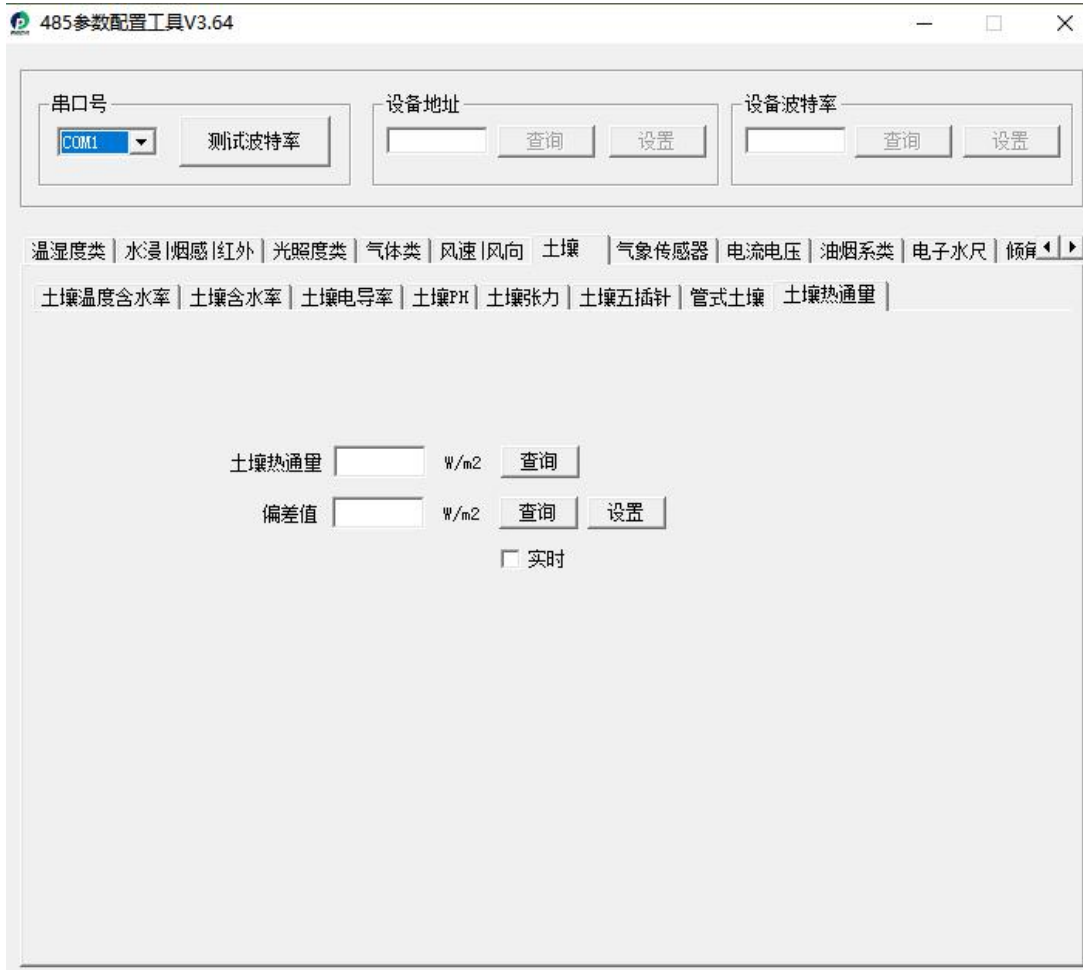 485参数配置工具V3.64
串口号 设备地址 设备波特率
COM1 测试波特率 查询 设置 查询 设置
温湿度类 水浸|烟感|红外 光照度类 气体类 风速|风向 土壤 气象传感器 电流电压 油烟系类 电子水尺
土壤温度含水率 土壤含水率 土壤电导率 土壤PH 土壤张力 土壤五插针 管式土壤 土壤热通量
土壤热通量 W/m2 查询
偏差值 W/m2 查询 设置
实时